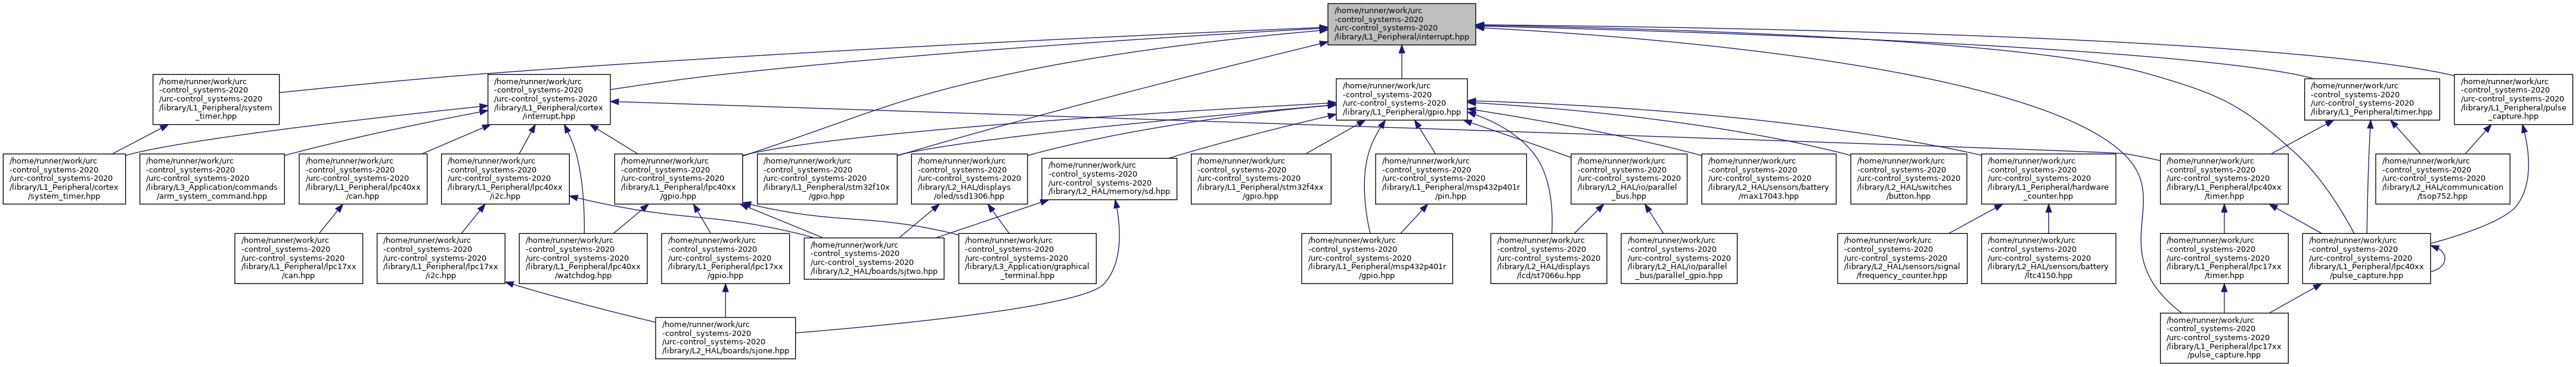 /home/runner/work/urc
-control_systems-2020
/urc-control_systems-2020
/library/L1_Peripheral/interrupt.hpp
/home/runner/work/urc
-control_systems-2020
/urc-control_systems-2020
/library/L1_Peripheral/system
_timer.hpp
/home/runner/work/urc
-control_systems-2020
/urc-control_systems-2020
/library/L1_Peripheral/cortex
/interrupt.hpp
/home/runner/work/urc
-control_systems-2020
/urc-control_systems-2020
/library/L1_Peripheral/gpio.hpp
/home/runner/work/urc
-control_systems-2020
/urc-control_systems-2020
/library/L1_Peripheral/timer.hpp
/home/runner/work/urc
-control_systems-2020
/urc-control_systems-2020
/library/L1_Peripheral/pulse
_capture.hpp
/home/runner/work/urc
-control_systems-2020
/urc-control_systems-2020
/library/L1_Peripheral/cortex
/system_timer.hpp
/home/runner/work/urc
-control_systems-2020
/urc-control_systems-2020
/library/L3_Application/commands
/arm_system_command.hpp
/home/runner/work/urc
-control_systems-2020
/urc-control_systems-2020
/library/L1_Peripheral/lpc40xx
/can.hpp
/home/runner/work/urc
-control_systems-2020
/urc-control_systems-2020
/library/L1_Peripheral/lpc40xx
/i2c.hpp
/home/runner/work/urc
-control_systems-2020
/urc-control_systems-2020
/library/L1_Peripheral/lpc40xx
/gpio.hpp
/home/runner/work/urc
-control_systems-2020
/urc-control_systems-2020
/library/L1_Peripheral/stm32f10x
/gpio.hpp
/home/runner/work/urc
-control_systems-2020
/urc-control_systems-2020
/library/L2_HAL/displays
/oled/ssd1306.hpp
/home/runner/work/urc
-control_systems-2020
/urc-control_systems-2020
/library/L2_HAL/memory/sd.hpp
/home/runner/work/urc
-control_systems-2020
/urc-control_systems-2020
/library/L1_Peripheral/stm32f4xx
/gpio.hpp
/home/runner/work/urc
-control_systems-2020
/urc-control_systems-2020
/library/L1_Peripheral/msp432p401r
/pin.hpp
/home/runner/work/urc
-control_systems-2020
/urc-control_systems-2020
/library/L2_HAL/io/parallel
_bus.hpp
/home/runner/work/urc
-control_systems-2020
/urc-control_systems-2020
/library/L2_HAL/sensors/battery
/max17043.hpp
/home/runner/work/urc
-control_systems-2020
/urc-control_systems-2020
/library/L2_HAL/switches
/button.hpp
/home/runner/work/urc
-control_systems-2020
/urc-control_systems-2020
/library/L1_Peripheral/hardware
_counter.hpp
/home/runner/work/urc
-control_systems-2020
/urc-control_systems-2020
/library/L1_Peripheral/lpc40xx
/timer.hpp
/home/runner/work/urc
-control_systems-2020
/urc-control_systems-2020
/library/L2_HAL/communication
/tsop752.hpp
/home/runner/work/urc
-control_systems-2020
/urc-control_systems-2020
/library/L1_Peripheral/lpc17xx
/can.hpp
/home/runner/work/urc
-control_systems-2020
/urc-control_systems-2020
/library/L1_Peripheral/lpc17xx
/i2c.hpp
/home/runner/work/urc
-control_systems-2020
/urc-control_systems-2020
/library/L1_Peripheral/lpc40xx
/watchdog.hpp
/home/runner/work/urc
-control_systems-2020
/urc-control_systems-2020
/library/L1_Peripheral/lpc17xx
/gpio.hpp
/home/runner/work/urc
-control_systems-2020
/urc-control_systems-2020
/library/L2_HAL/boards/sjtwo.hpp
/home/runner/work/urc
-control_systems-2020
/urc-control_systems-2020
/library/L3_Application/graphical
_terminal.hpp
/home/runner/work/urc
-control_systems-2020
/urc-control_systems-2020
/library/L1_Peripheral/msp432p401r
/gpio.hpp
/home/runner/work/urc
-control_systems-2020
/urc-control_systems-2020
/library/L2_HAL/displays
/lcd/st7066u.hpp
/home/runner/work/urc
-control_systems-2020
/urc-control_systems-2020
/library/L2_HAL/io/parallel
_bus/parallel_gpio.hpp
/home/runner/work/urc
-control_systems-2020
/urc-control_systems-2020
/library/L2_HAL/sensors/signal
/frequency_counter.hpp
/home/runner/work/urc
-control_systems-2020
/urc-control_systems-2020
/library/L2_HAL/sensors/battery
/ltc4150.hpp
/home/runner/work/urc
-control_systems-2020
/urc-control_systems-2020
/library/L1_Peripheral/lpc17xx
/timer.hpp
/home/runner/work/urc
-control_systems-2020
/urc-control_systems-2020
/library/L1_Peripheral/lpc40xx
/pulse_capture.hpp
/home/runner/work/urc
-control_systems-2020
/urc-control_systems-2020
/library/L2_HAL/boards/sjone.hpp
/home/runner/work/urc
-control_systems-2020
/urc-control_systems-2020
/library/L1_Peripheral/lpc17xx
/pulse_capture.hpp